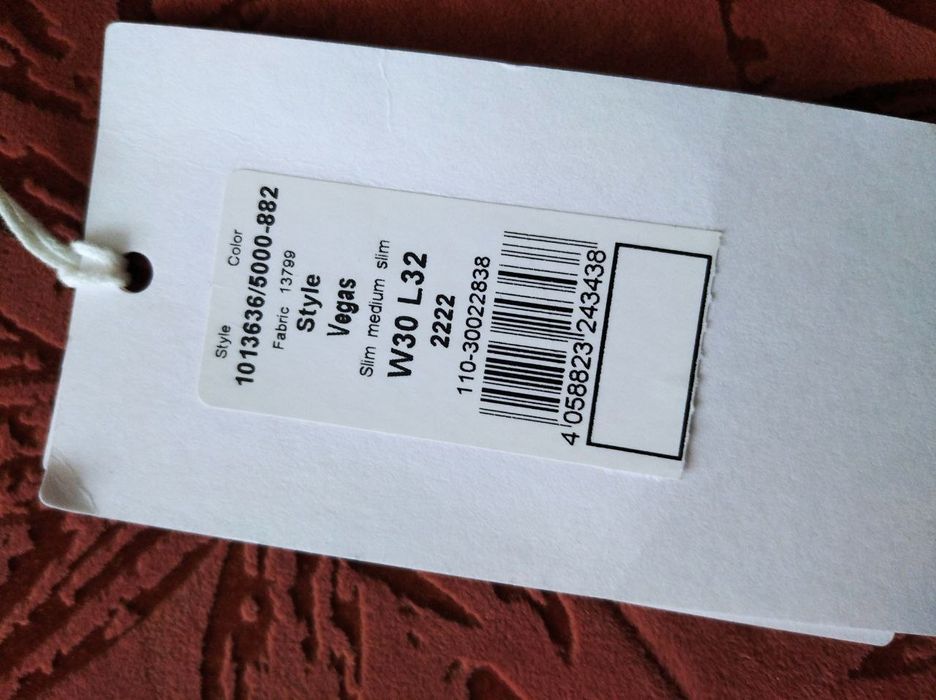 Style Color
1013636/5000-882
Fabric 13799
Style
Vegas
Slim medium slim
W30 L32
2222
110-30022838
4 058823 243438